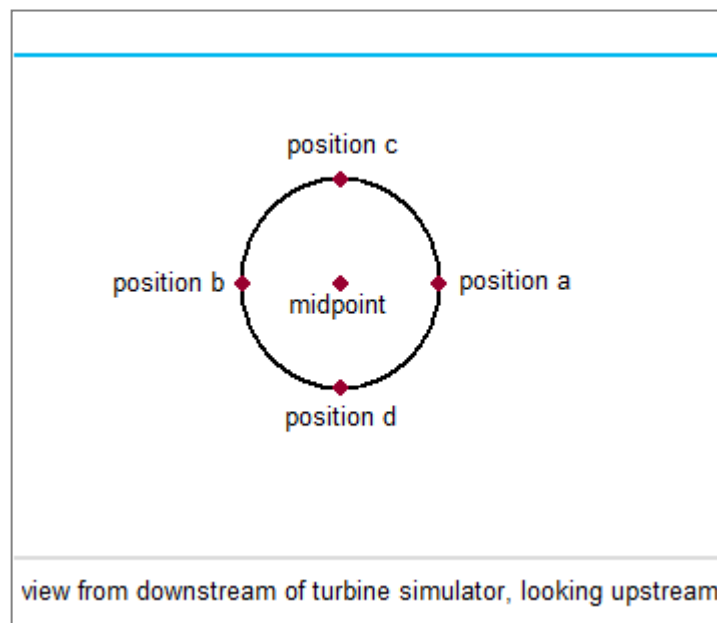 position c
position b
position a
midpoint
position d
view from downstream of turbine simulator, looking upstream